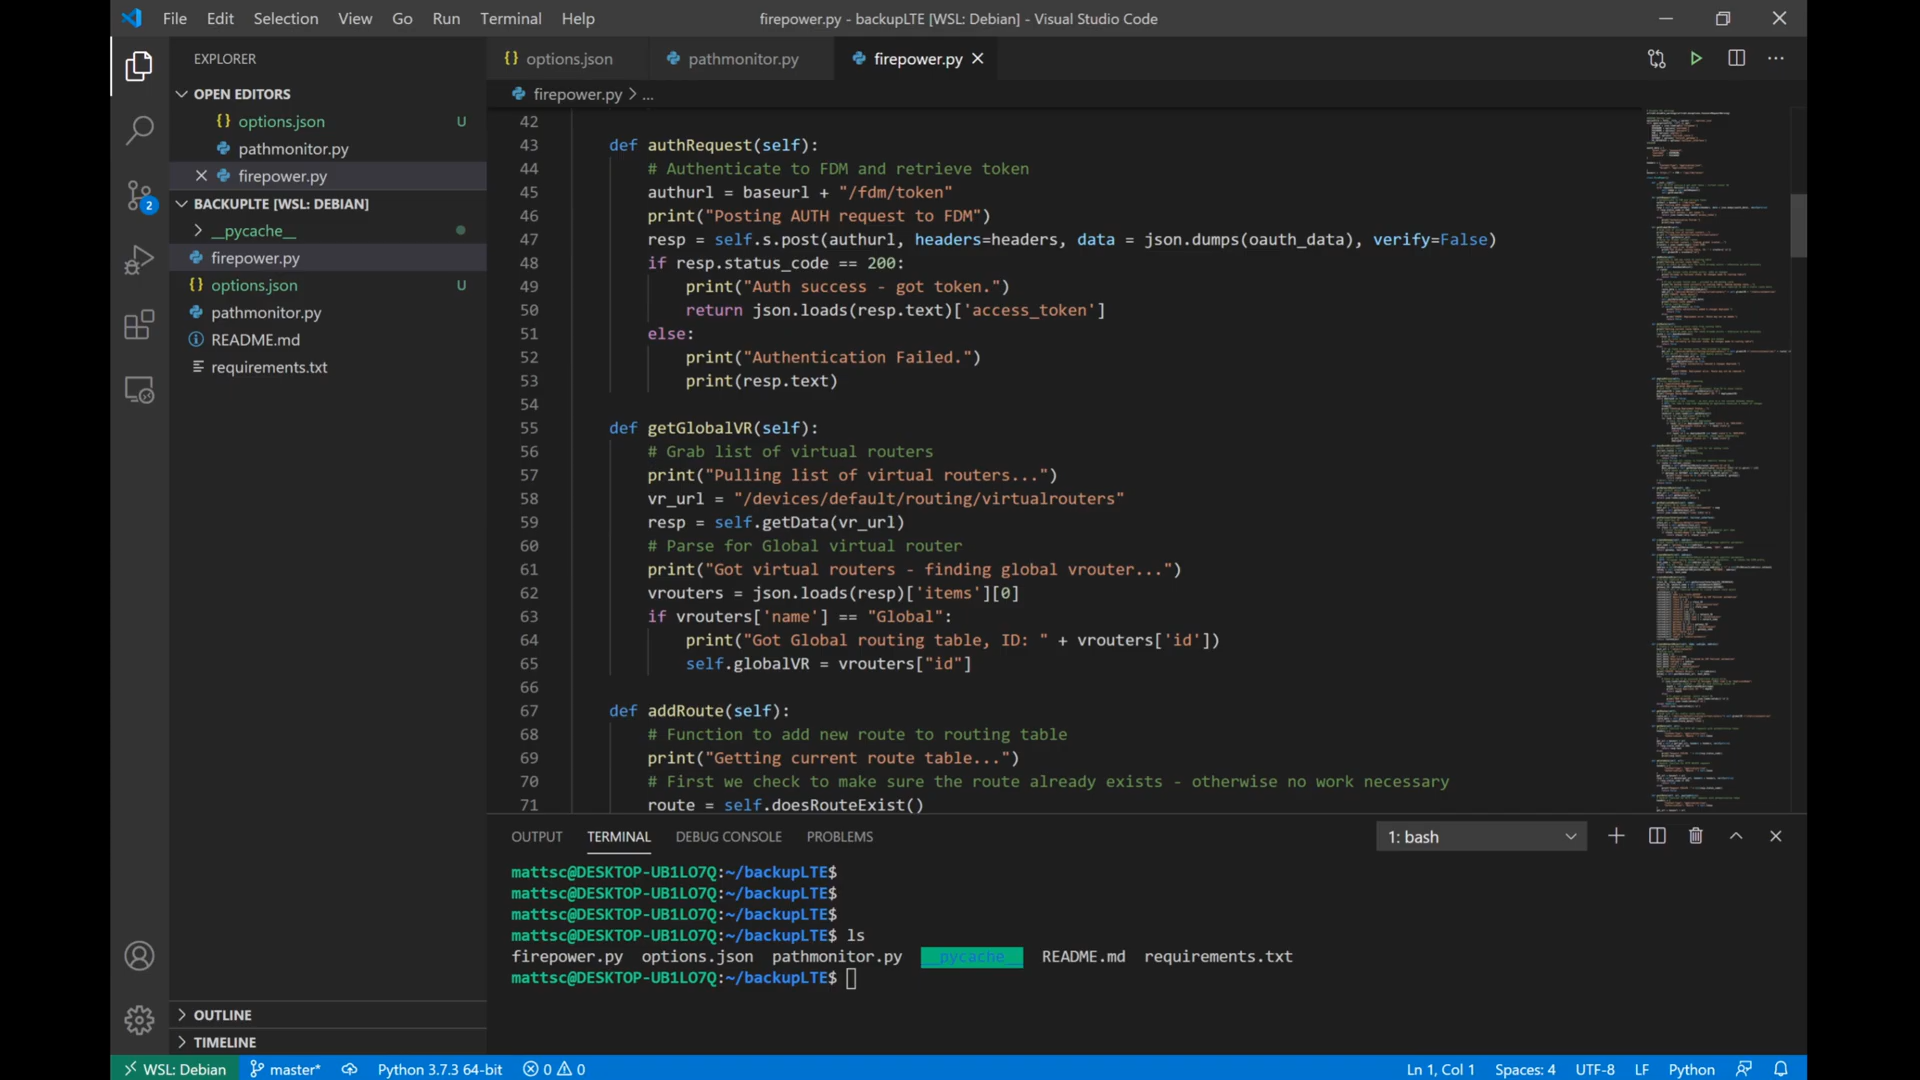 File Edit Selection View Go Run Terminal Help firepower.py - backupLTE [WSL: Debian] - Visual Studio Code
EXPLORER
OPEN EDITORS
{} options.json U
pathmonitor.py
firepower.py
BACKUPLTE [WSL: DEBIAN]
__pycache__
firepower.py
{} options.json U
pathmonitor.py
README.md
requirements.txt
OUTLINE
TIMELINE
2
{} options.json pathmonitor.py firepower.py
firepower.py > ...
42
43 def authRequest(self):
44 # Authenticate to FDM and retrieve token
45 authurl = baseurl + "/fdm/token"
46 print("Posting AUTH request to FDM")
47 resp = self.s.post(authurl, headers=headers, data = json.dumps(oauth_data), verify=False)
48 if resp.status_code == 200:
49 print("Auth success - got token.")
50 return json.loads(resp.text)['access_token']
51 else:
52 print("Authentication Failed.")
53 print(resp.text)
54
55 def getGlobalVR(self):
56 # Grab list of virtual routers
57 print("Pulling list of virtual routers...")
58 vr_url = "/devices/default/routing/virtualrouters"
59 resp = self.getData(vr_url)
60 # Parse for Global virtual router
61 print("Got virtual routers - finding global vrouter...")
62 vrouters = json.loads(resp)['items'][0]
63 if vrouters['name'] == "Global":
64 print("Got Global routing table, ID: " + vrouters['id'])
65 self.globalVR = vrouters["id"]
66
67 def addRoute(self):
68 # Function to add new route to routing table
69 print("Getting current route table...")
70 # First we check to make sure the route already exists - otherwise no work necessary
71 route = self.doesRouteExist()
OUTPUT TERMINAL DEBUG CONSOLE PROBLEMS 1: bash
mattsc@DESKTOP-UB1LO7Q:~/backupLTE$
mattsc@DESKTOP-UB1LO7Q:~/backupLTE$
mattsc@DESKTOP-UB1LO7Q:~/backupLTE$
mattsc@DESKTOP-UB1LO7Q:~/backupLTE$ ls
firepower.py options.json pathmonitor.py __pycache__ README.md requirements.txt
mattsc@DESKTOP-UB1LO7Q:~/backupLTE$
WSL: Debian master* Python 3.7.3 64-bit 0 0 Ln 1, Col 1 Spaces: 4 UTF-8 LF Python